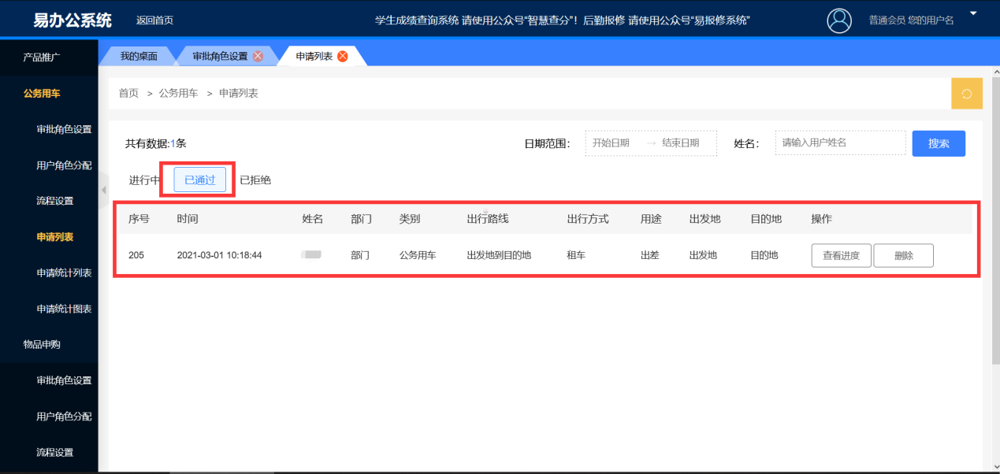 易办公系统
返回首页
学生成绩查询系统 请使用公众号“智慧查分”！后勤报修 请使用公众号“易报修系统”
普通会员 您的用户名
产品推广
公务用车
审批角色设置
用户角色分配
流程设置
申请列表
申请统计列表
申请统计图表
物品申购
审批角色设置
用户角色分配
流程设置
我的桌面
审批角色设置
申请列表
首页 > 公务用车 > 申请列表
共有数据:1条
日期范围： 开始日期 → 结束日期 姓名： 请输入用户姓名 搜索
进行中 已通过 已拒绝
序号 时间 姓名 部门 类别 出行路线 出行方式 用途 出发地 目的地 操作
205 2021-03-01 10:18:44 部门 公务用车 出发地到目的地 租车 出差 出发地 目的地 查看进度 删除